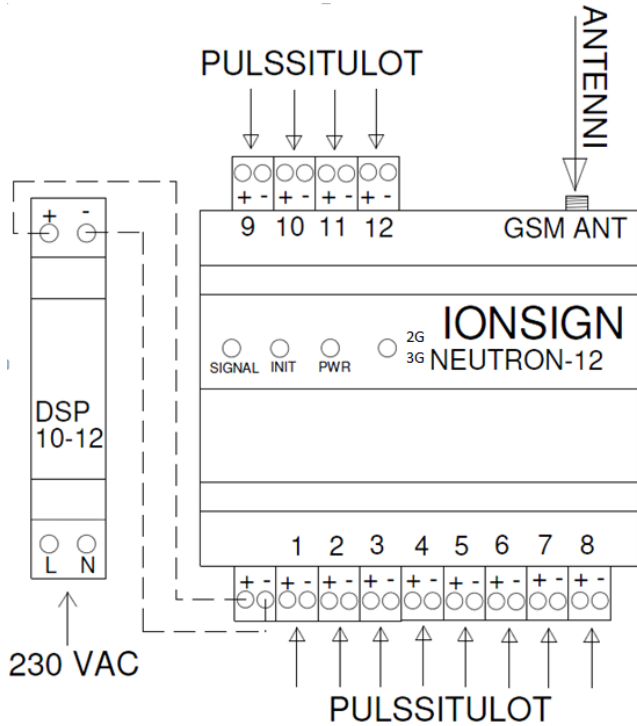 PULSSITULOT
ANTENNI
+ - + - + - + -
9 10 11 12
GSM ANT
+ -
IONSIGN
2G
3G NEUTRON-12
SIGNAL INIT PWR
DSP
10-12
L N
230 VAC
1 2 3 4 5 6 7 8
+ - + - + - + - + - + - + - + - + -
PULSSITULOT